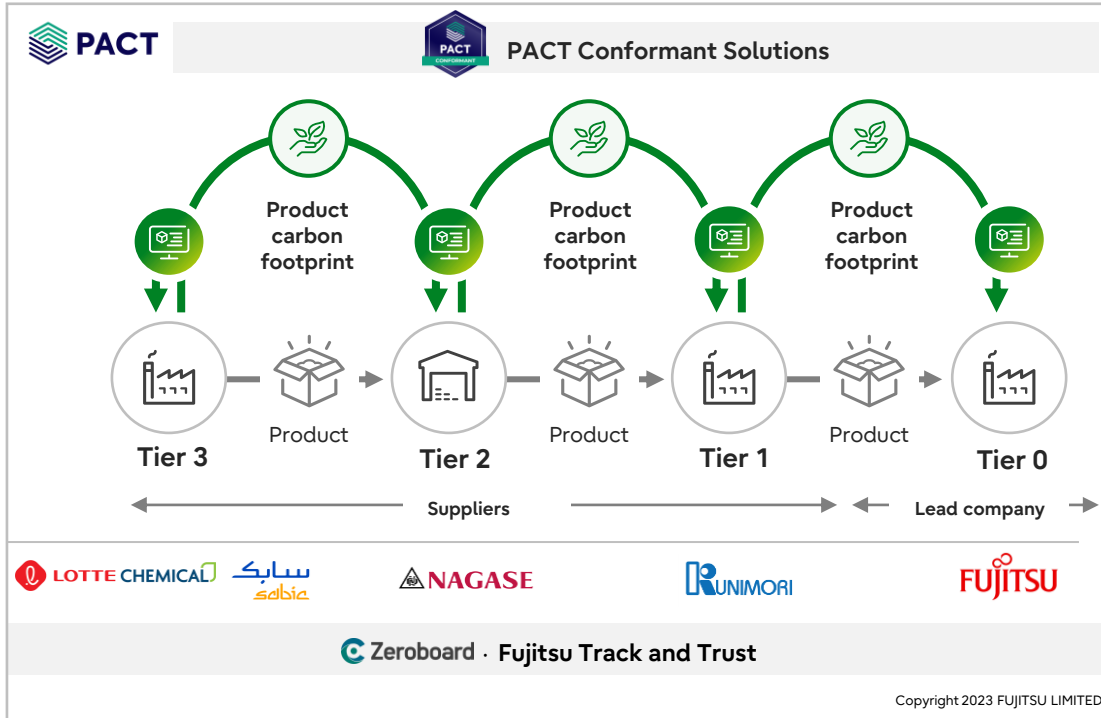 PACT
PACT
CONFORMANT
PACT Conformant Solutions
Product
carbon
footprint
Product
carbon
footprint
Product
carbon
footprint
Product
Product
Product
Tier 3
Tier 2
Tier 1
Tier 0
Suppliers
Lead company
LOTTE CHEMICAL
سابك
sabic
NAGASE
RUNIMORI
FUJITSU
Zeroboard · Fujitsu Track and Trust
Copyright 2023 FUJITSU LIMITED